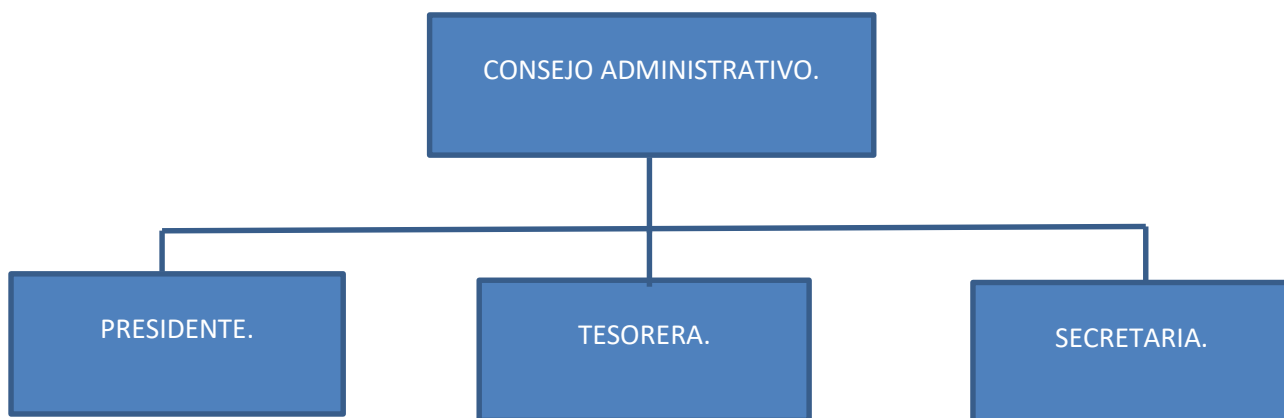 CONSEJO ADMINISTRATIVO.
PRESIDENTE.
TESORERA.
SECRETARIA.